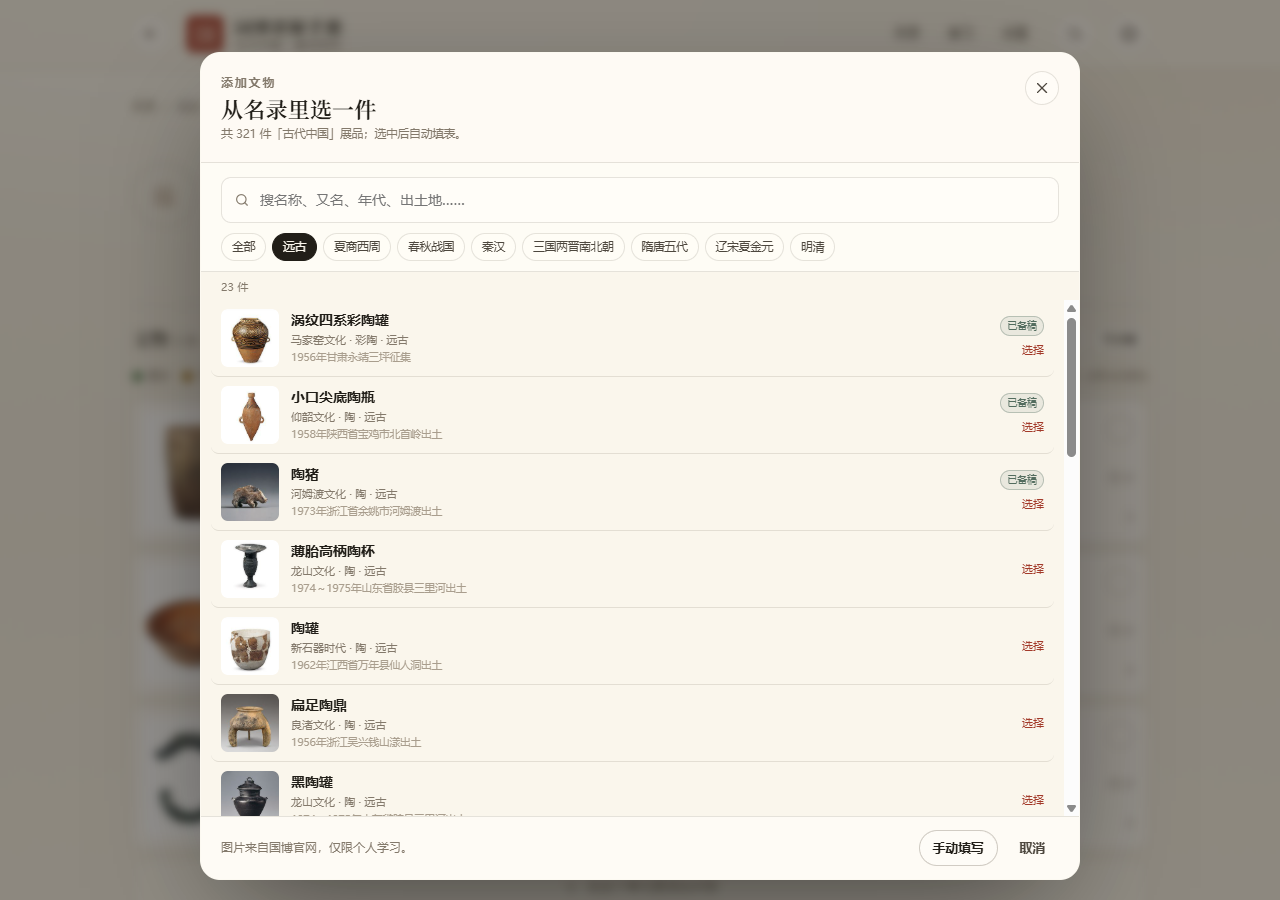 添加文物
从名录里选一件
共 321 件「古代中国」展品；选中后自动填表。
搜名称、又名、年代、出土地……
全部 远古 夏商西周 春秋战国 秦汉 三国两晋南北朝 隋唐五代 辽宋夏金元 明清
23 件
涡纹四系彩陶罐
马家窑文化 · 彩陶 · 远古
1956年甘肃永靖三坪征集
已备稿
选择
小口尖底陶瓶
仰韶文化 · 陶 · 远古
1958年陕西省宝鸡市北首岭出土
已备稿
选择
陶猪
河姆渡文化 · 陶 · 远古
1973年浙江省余姚市河姆渡出土
已备稿
选择
薄胎高柄陶杯
龙山文化 · 陶 · 远古
1974～1975年山东省胶县三里河出土
选择
陶罐
新石器时代 · 陶 · 远古
1962年江西省万年县仙人洞出土
选择
扁足陶鼎
良渚文化 · 陶 · 远古
1956年浙江吴兴钱山漾出土
选择
黑陶罐
龙山文化 · 陶 · 远古
选择
图片来自国博官网，仅限个人学习。
手动填写 取消